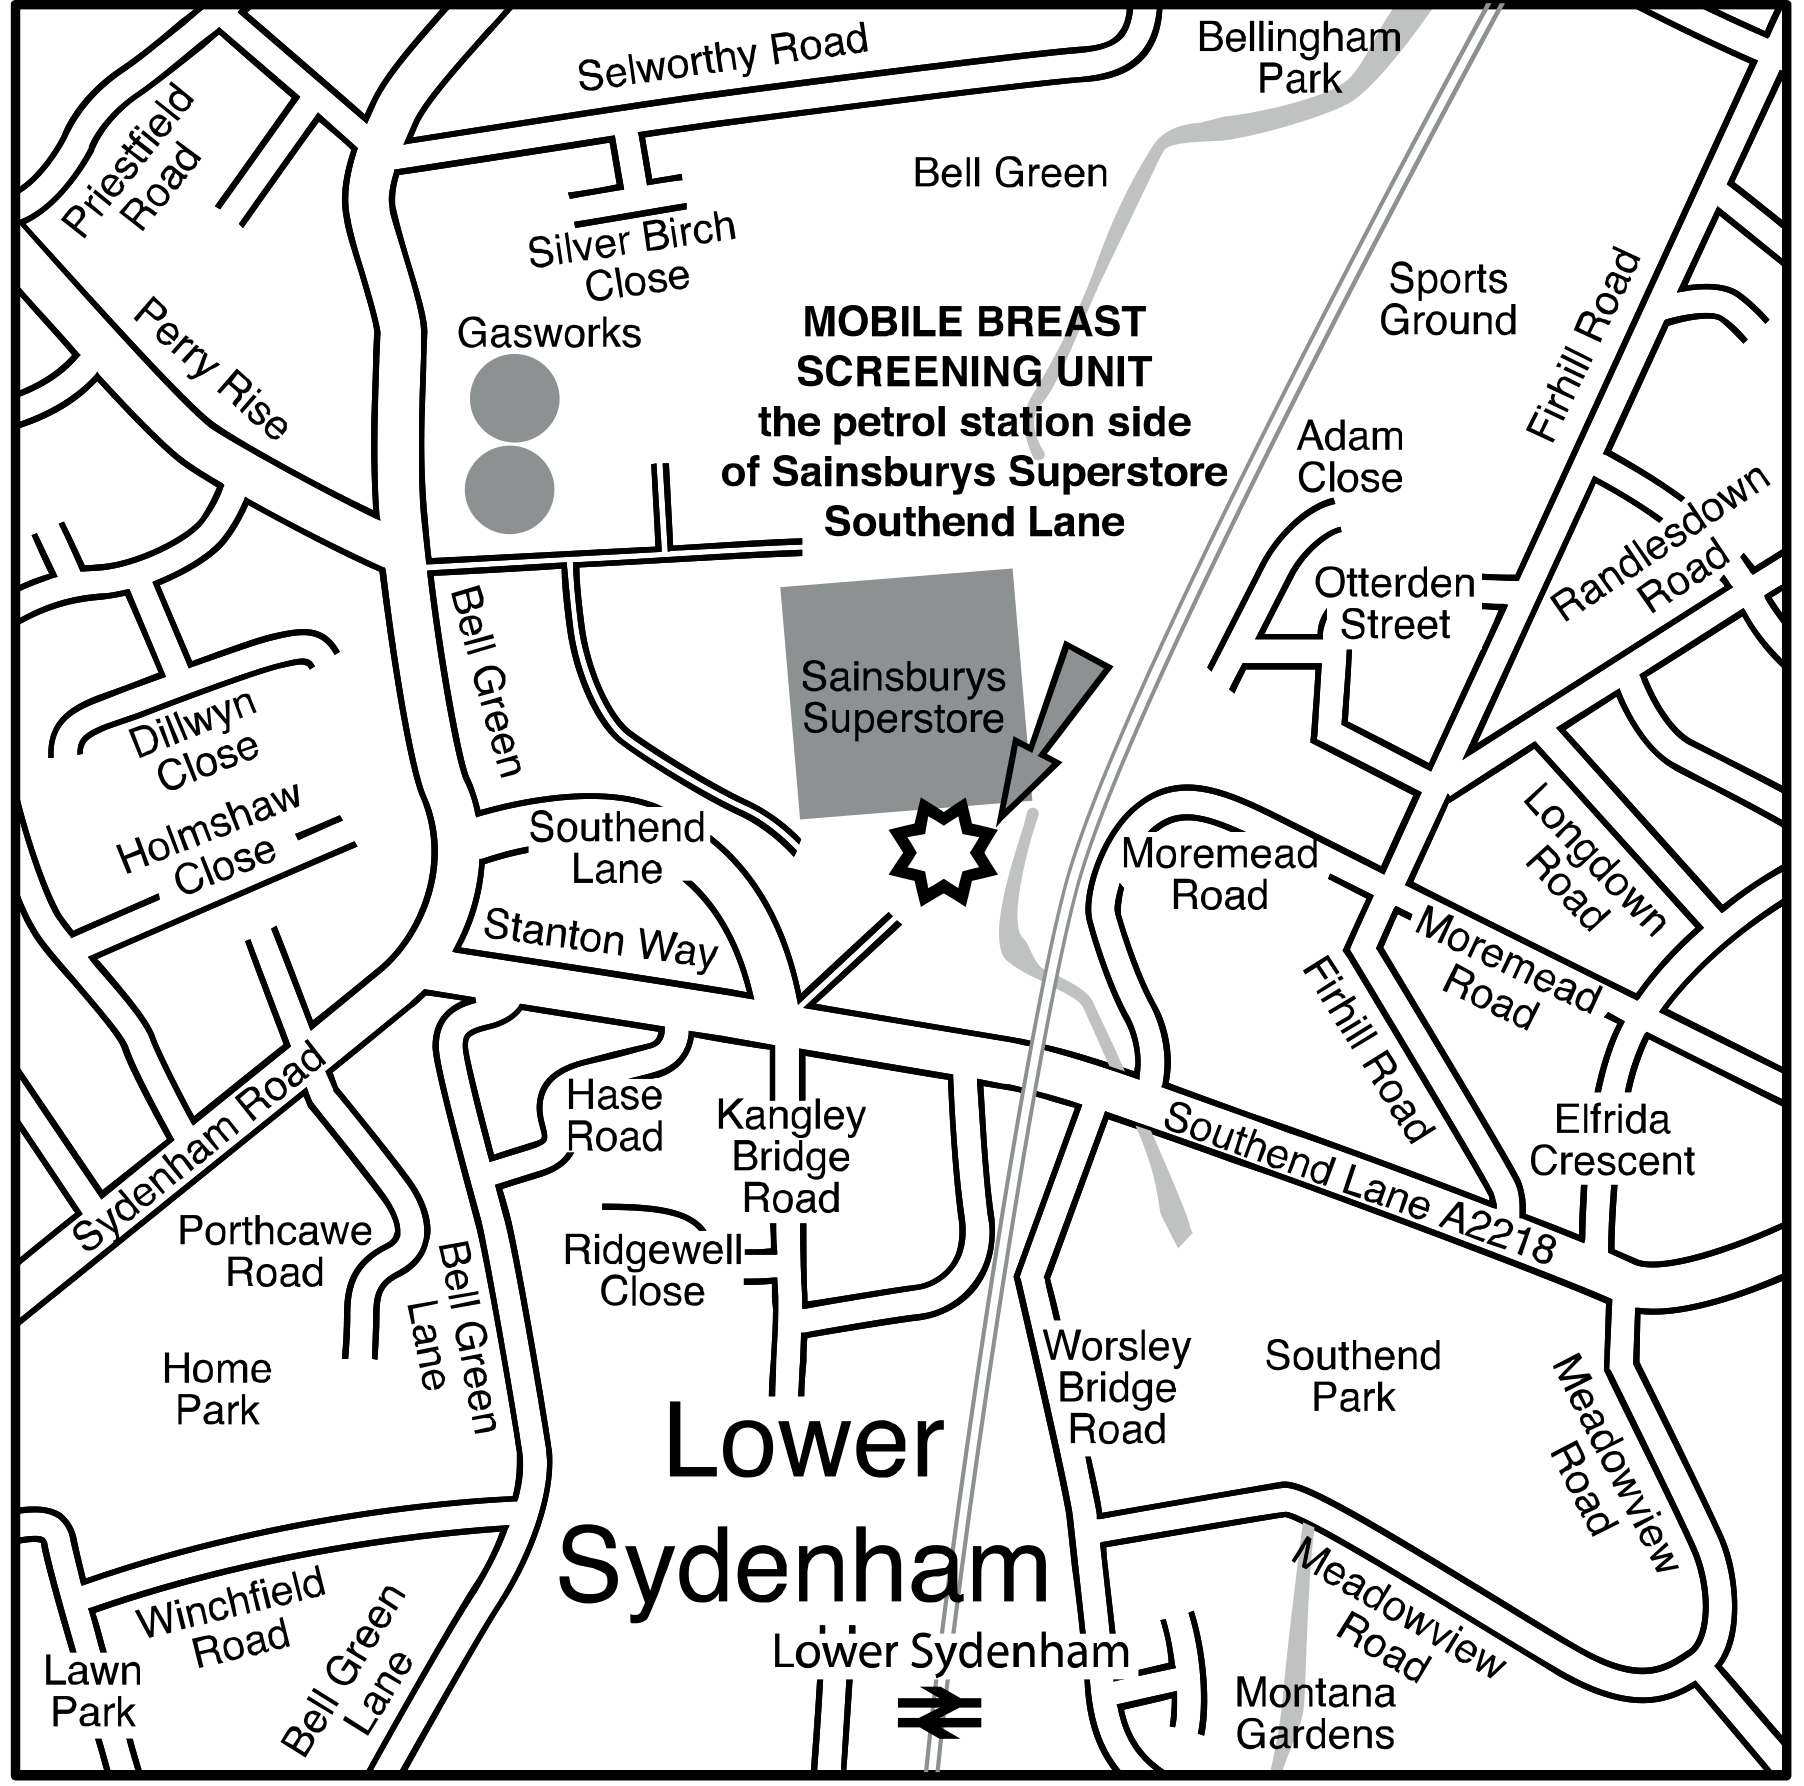 Selworthy Road
Bellingham
Park
Priestfield
Road
Bell Green
Silver Birch
Close
Sports
Ground
Firhill Road
Perry Rise
Gasworks
MOBILE BREAST
SCREENING UNIT
the petrol station side
of Sainsburys Superstore
Southend Lane
Adam
Close
Randlesdown
Road
Otterden
Street
Bell Green
Sainsburys
Superstore
Dillwyn
Close
Holmshaw
Close
Southend
Lane
Moremead
Road
Longdown
Road
Stanton Way
Moremead
Road
Firhill Road
Sydenham Road
Hase
Road
Kangley
Bridge
Road
Southend Lane A2218
Elfrida
Crescent
Porthcawe
Road
Ridgewell
Close
Bell Green
Lane
Home
Park
Worsley
Bridge
Road
Southend
Park
Meadowview
Road
Lower
Sydenham
Meadowview
Road
Winchfield
Road
Bell Green
Lane
Lower Sydenham
Lawn
Park
Montana
Gardens